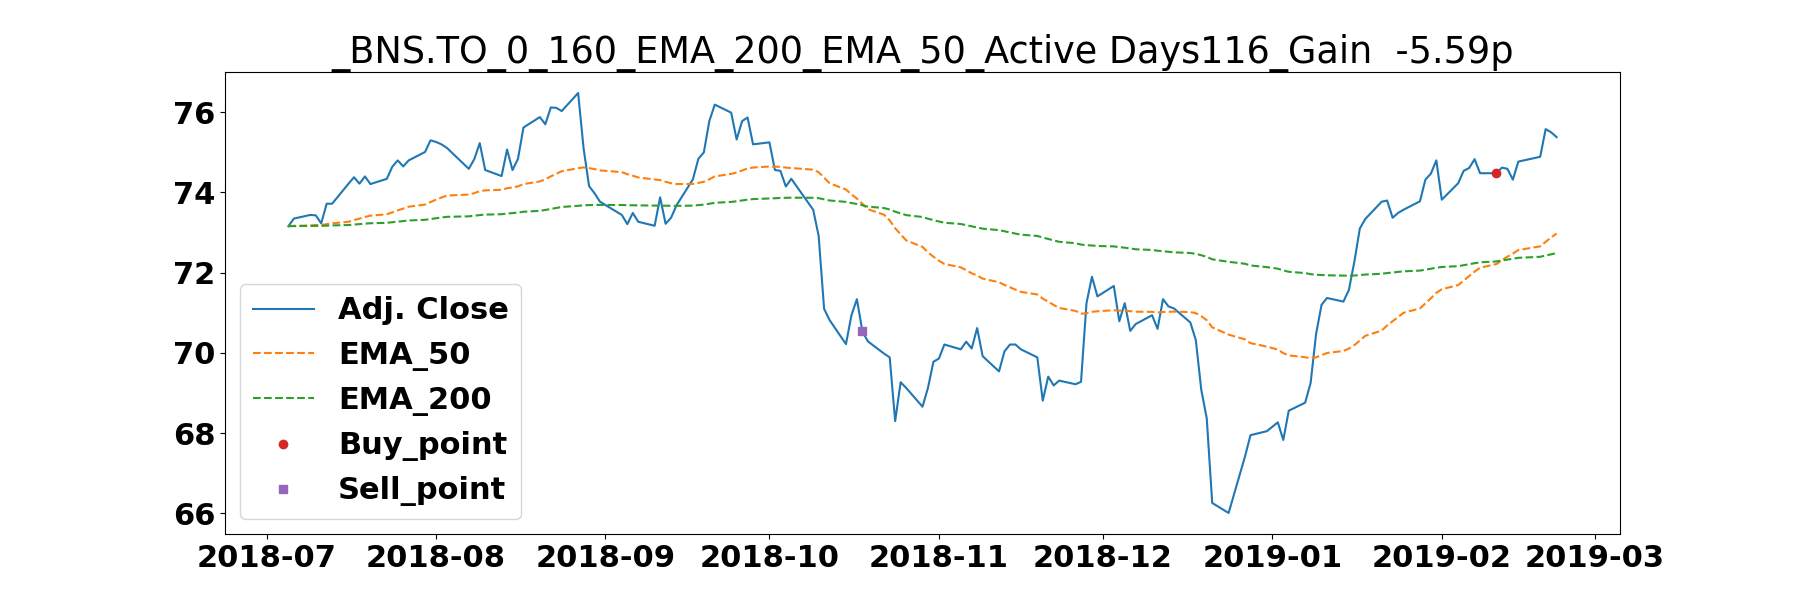 _BNS.TO_0_160_EMA_200_EMA_50_Active Days116_Gain  -5.59p
76
74
72
70
68
66
Adj. Close
EMA_50
EMA_200
Buy_point
Sell_point
2018-07 2018-08 2018-09 2018-10 2018-11 2018-12 2019-01 2019-02 2019-03